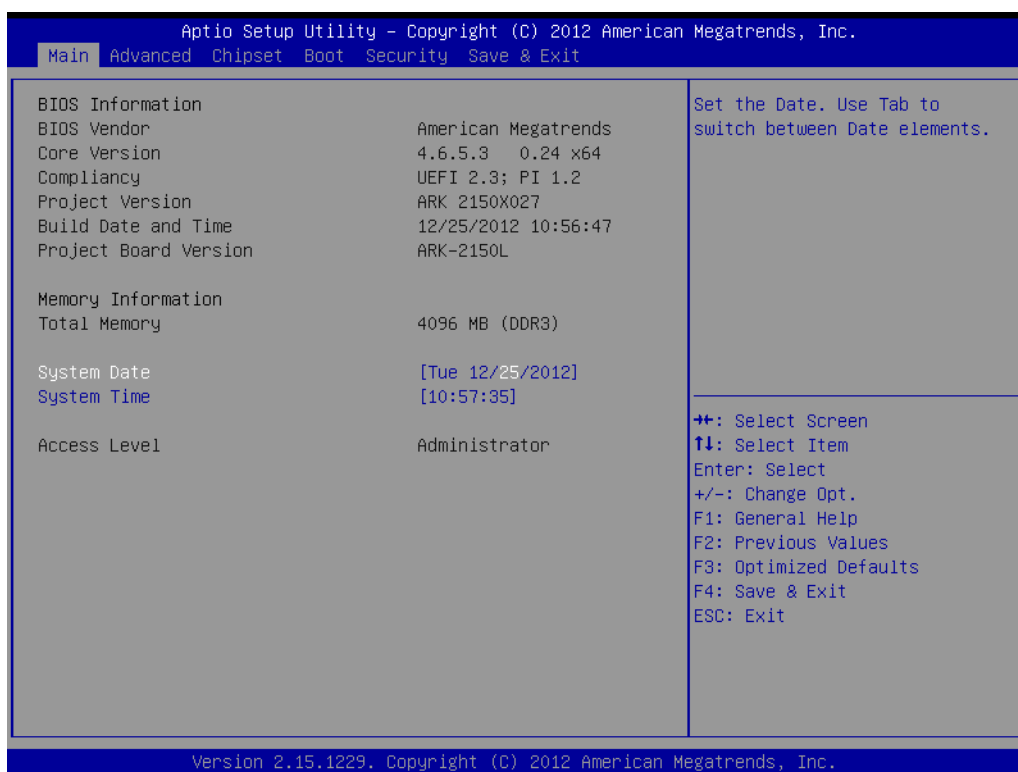 Aptio Setup Utility – Copyright (C) 2012 American Megatrends, Inc.
Main Advanced Chipset Boot Security Save & Exit
BIOS Information
BIOS Vendor American Megatrends
Core Version 4.6.5.3 0.24 x64
Compliancy UEFI 2.3; PI 1.2
Project Version ARK 2150X027
Build Date and Time 12/25/2012 10:56:47
Project Board Version ARK-2150L
Memory Information
Total Memory 4096 MB (DDR3)
System Date [Tue 12/25/2012]
System Time [10:57:35]
Access Level Administrator
Set the Date. Use Tab to
switch between Date elements.
→←: Select Screen
↑↓: Select Item
Enter: Select
+/-: Change Opt.
F1: General Help
F2: Previous Values
F3: Optimized Defaults
F4: Save & Exit
ESC: Exit
Version 2.15.1229. Copyright (C) 2012 American Megatrends, Inc.